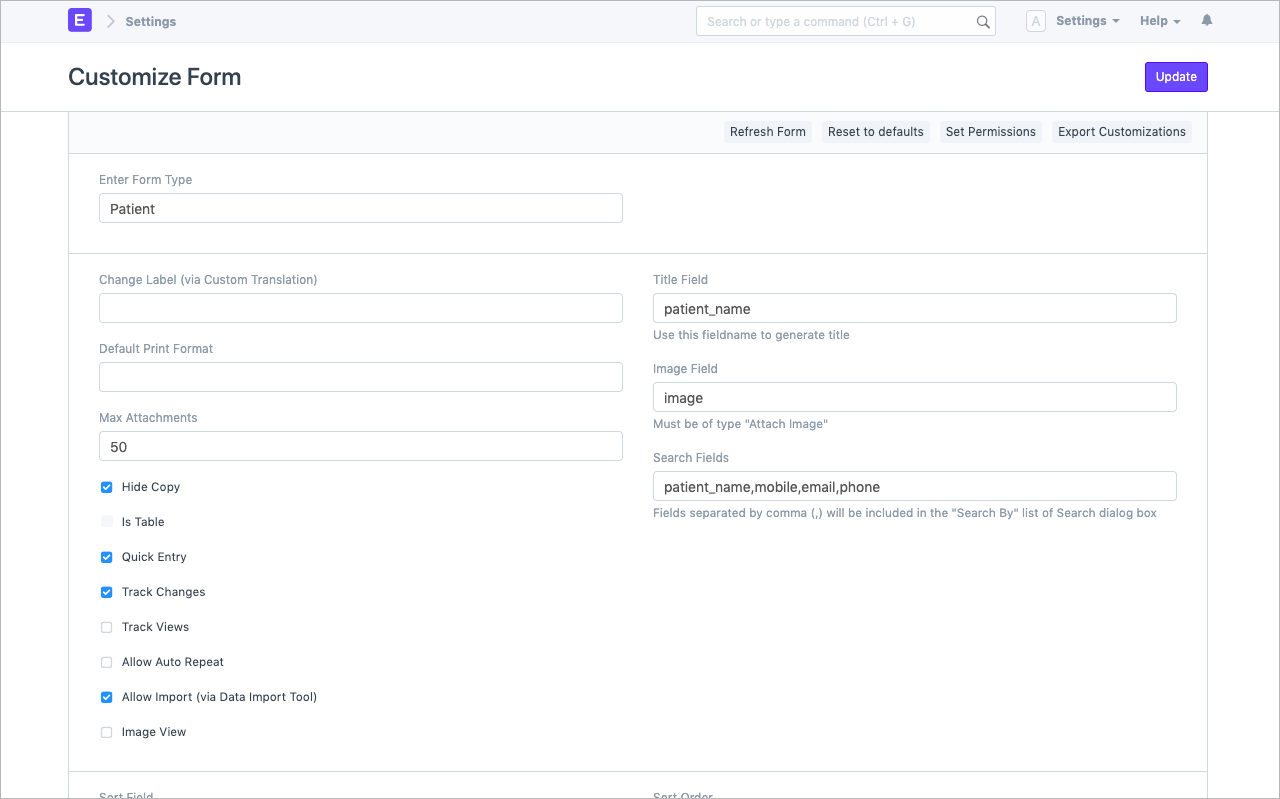 E
Settings
Search or type a command (Ctrl + G)
A
Settings
Help
Customize Form
Update
Refresh Form
Reset to defaults
Set Permissions
Export Customizations
Enter Form Type
Patient
Change Label (via Custom Translation)
Default Print Format
Max Attachments
50
Hide Copy
Is Table
Quick Entry
Track Changes
Track Views
Allow Auto Repeat
Allow Import (via Data Import Tool)
Image View
Title Field
patient_name
Use this fieldname to generate title
Image Field
image
Must be of type "Attach Image"
Search Fields
patient_name,mobile,email,phone
Fields separated by comma (,) will be included in the "Search By" list of Search dialog box
Sort Field
Sort Order